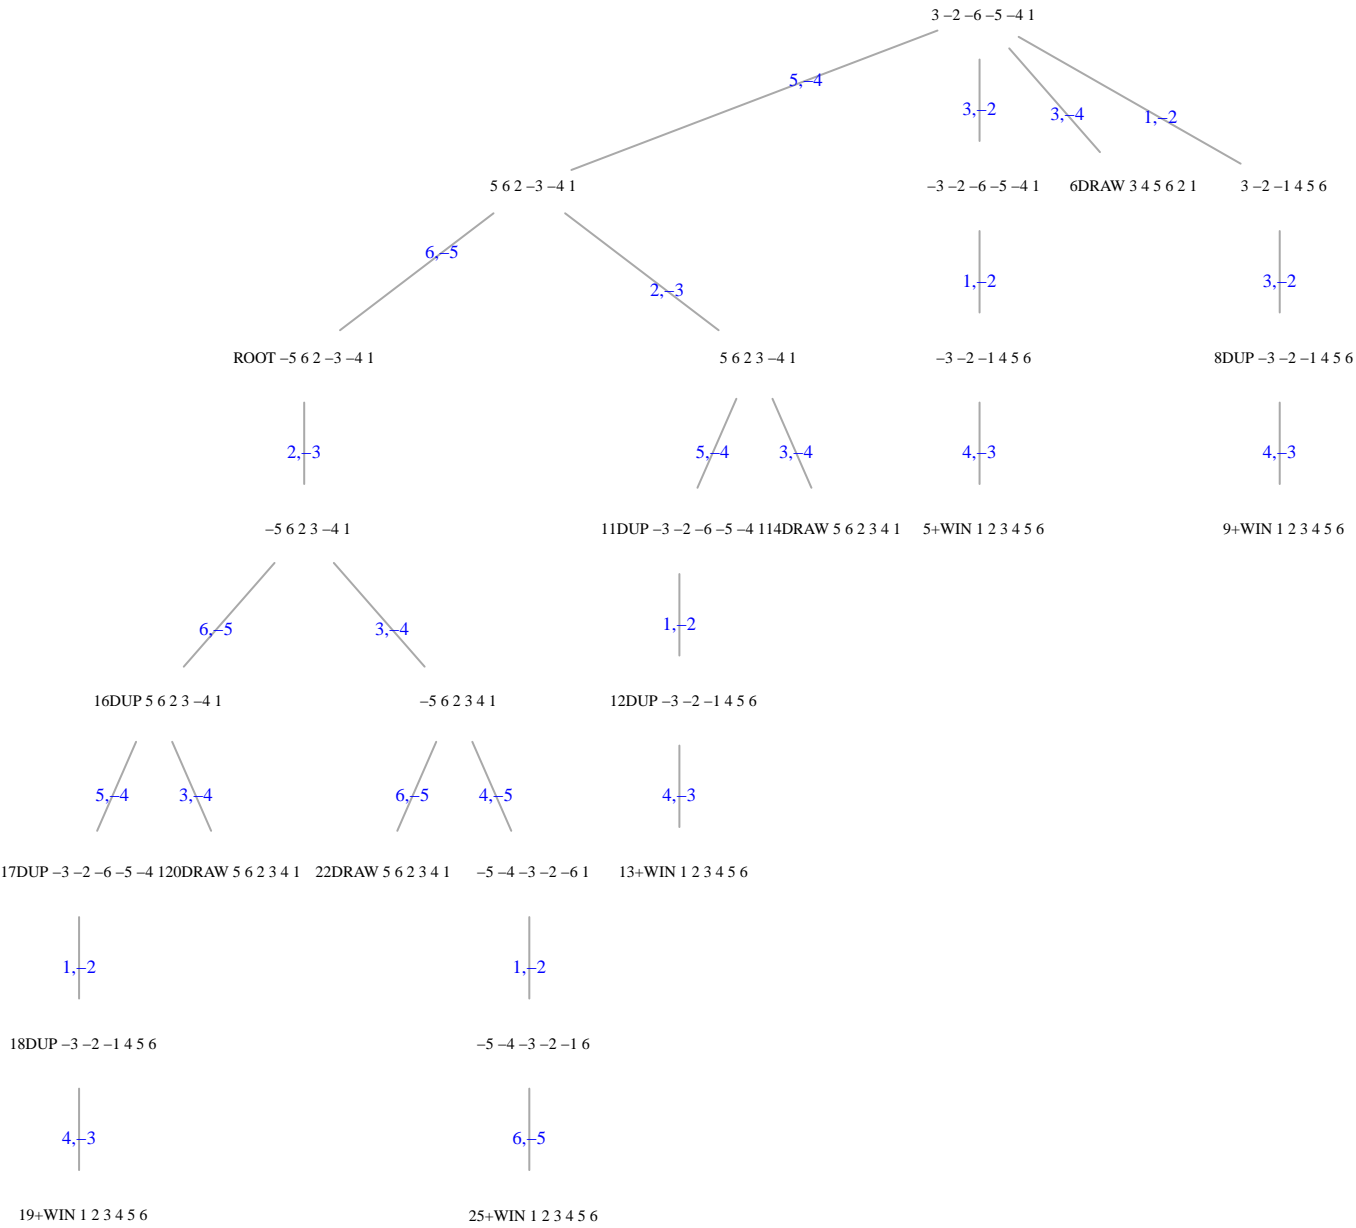 3 −2 −6 −5 −4 1
5,−4
3,−2
3,−4
1,−2
5 6 2 −3 −4 1
−3 −2 −6 −5 −4 1
6DRAW 3 4 5 6 2 1
3 −2 −1 4 5 6
6,−5
2,−3
1,−2
3,−2
ROOT −5 6 2 −3 −4 1
5 6 2 3 −4 1
−3 −2 −1 4 5 6
8DUP −3 −2 −1 4 5 6
2,−3
5,−4
3,−4
4,−3
4,−3
−5 6 2 3 −4 1
11DUP −3 −2 −6 −5 −4 1
14DRAW 5 6 2 3 4 1
5+WIN 1 2 3 4 5 6
9+WIN 1 2 3 4 5 6
6,−5
3,−4
1,−2
16DUP 5 6 2 3 −4 1
−5 6 2 3 4 1
12DUP −3 −2 −1 4 5 6
5,−4
3,−4
6,−5
4,−5
4,−3
17DUP −3 −2 −6 −5 −4 1
20DRAW 5 6 2 3 4 1
22DRAW 5 6 2 3 4 1
−5 −4 −3 −2 −6 1
13+WIN 1 2 3 4 5 6
1,−2
1,−2
18DUP −3 −2 −1 4 5 6
−5 −4 −3 −2 −1 6
4,−3
6,−5
19+WIN 1 2 3 4 5 6
25+WIN 1 2 3 4 5 6